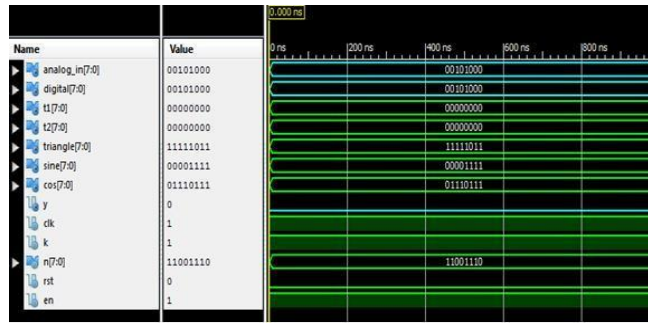 0.000 ns
Name Value 0 ns 200 ns 400 ns 600 ns 800 ns
analog_in[7:0] 00101000 00101000
digital[7:0] 00101000 00101000
t1[7:0] 00000000 00000000
t2[7:0] 00000000 00000000
triangle[7:0] 11111011 11111011
sine[7:0] 00001111 00001111
cos[7:0] 01110111 01110111
y 0
clk 1
k 1
n[7:0] 11001110 11001110
rst 0
en 1